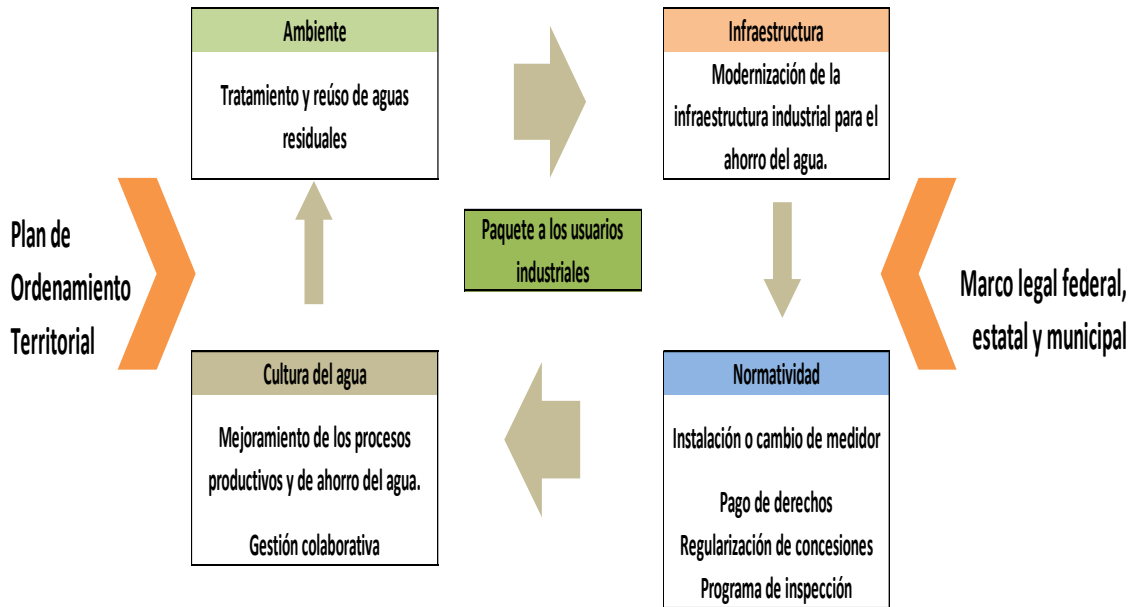 Ambiente
Tratamiento y reúso de aguas
residuales
Infraestructura
Modernización de la
infraestructura industrial para el
ahorro del agua.
Plan de
Ordenamiento
Territorial
Paquete a los usuarios
industriales
Marco legal federal,
estatal y municipal
Cultura del agua
Mejoramiento de los procesos
productivos y de ahorro del agua.
Gestión colaborativa
Normatividad
Instalación o cambio de medidor
Pago de derechos
Regularización de concesiones
Programa de inspección